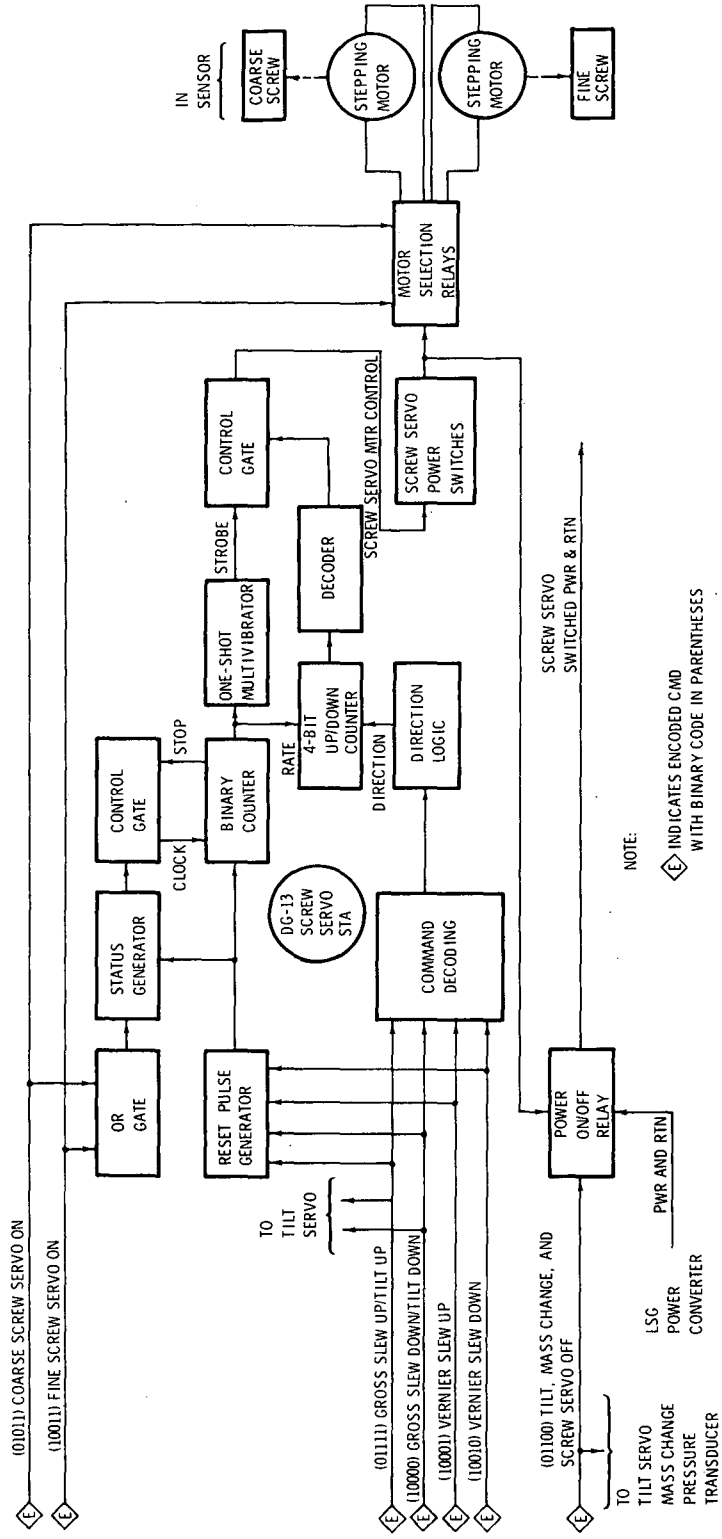 (01011) COARSE SCREW SERVO ON
(10011) FINE SCREW SERVO ON
OR
GATE
STATUS
GENERATOR
CONTROL
GATE
CLOCK
STOP
RESET PULSE
GENERATOR
BINARY
COUNTER
ONE-SHOT
MULTIVIBRATOR
STROBE
CONTROL
GATE
RATE
4-BIT
UP/DOWN
COUNTER
DECODER
DIRECTION
DIRECTION
LOGIC
SCREW SERVO MTR CONTROL
SCREW SERVO
POWER
SWITCHES
MOTOR
SELECTION
RELAYS
IN
SENSOR
COARSE
SCREW
STEPPING
MOTOR
STEPPING
MOTOR
FINE
SCREW
DG-13
SCREW
SERVO
STA
COMMAND
DECODING
TO
TILT
SERVO
E
E
E
(01111) GROSS SLEW UP/TILT UP
E
(10000) GROSS SLEW DOWN/TILT DOWN
E
(10001) VERNIER SLEW UP
E
(10010) VERNIER SLEW DOWN
E
(01100) TILT, MASS CHANGE, AND
SCREW SERVO OFF
TO
TILT SERVO
MASS CHANGE
PRESSURE
TRANSDUCER
LSG
POWER
CONVERTER
PWR AND RTN
POWER
ON/OFF
RELAY
SCREW SERVO
SWITCHED PWR & RTN
NOTE:
E INDICATES ENCODED CMD
WITH BINARY CODE IN PARENTHESES